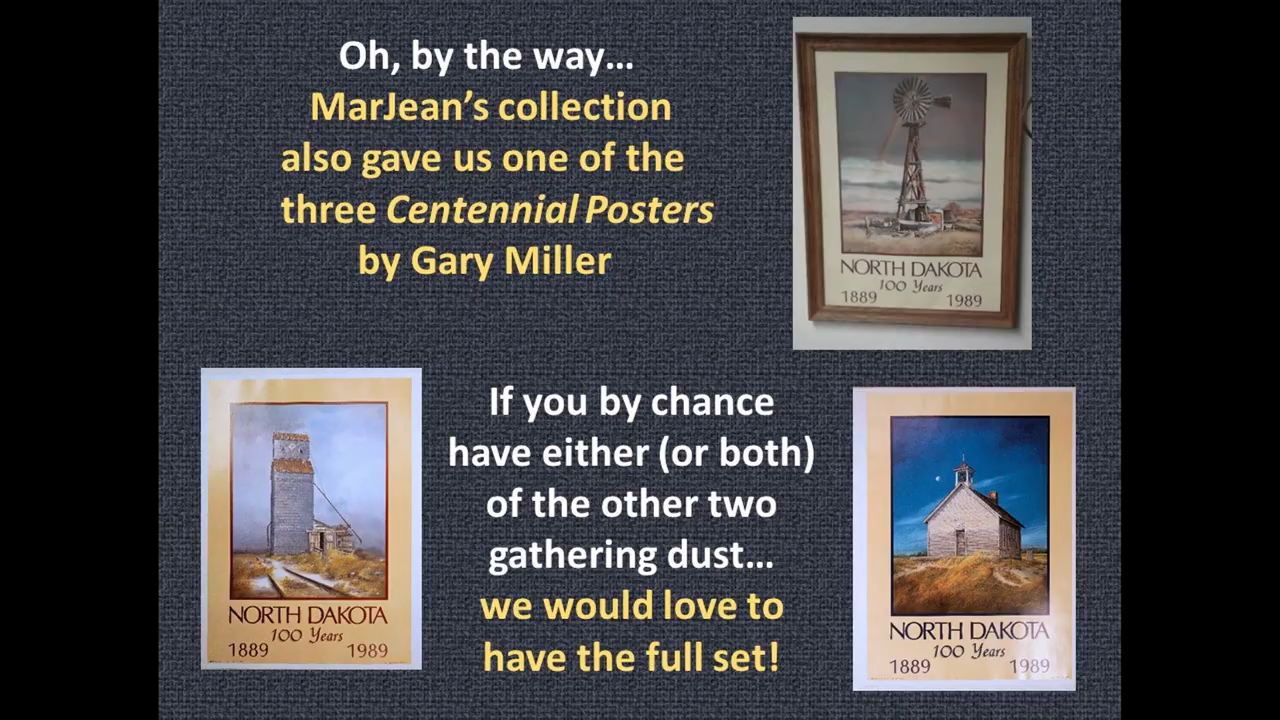 Oh, by the way...
MarJean's collection
also gave us one of the
three Centennial Posters
by Gary Miller
NORTH DAKOTA
100 Years
1889 1989
If you by chance
have either (or both)
of the other two
gathering dust...
we would love to
have the full set!
NORTH DAKOTA
100 Years
1889 1989
NORTH DAKOTA
100 Years
1889 1989